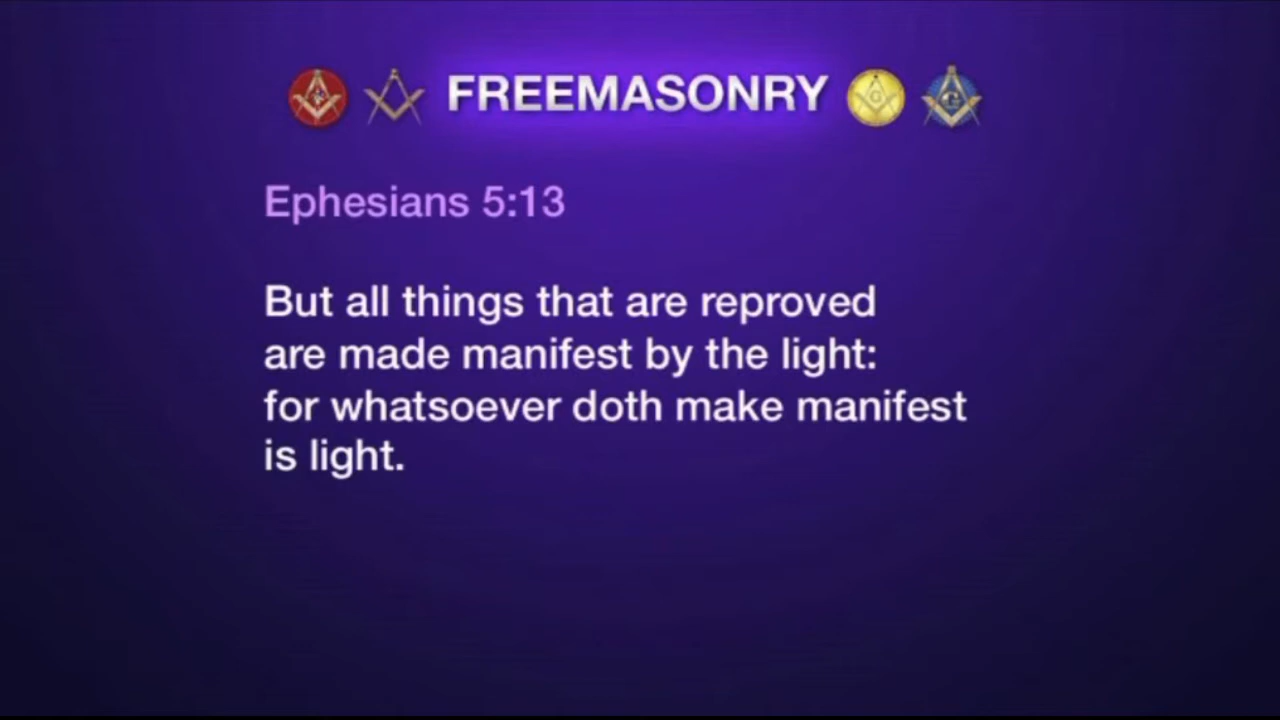 FREEMASONRY
Ephesians 5:13
But all things that are reproved
are made manifest by the light:
for whatsoever doth make manifest
is light.